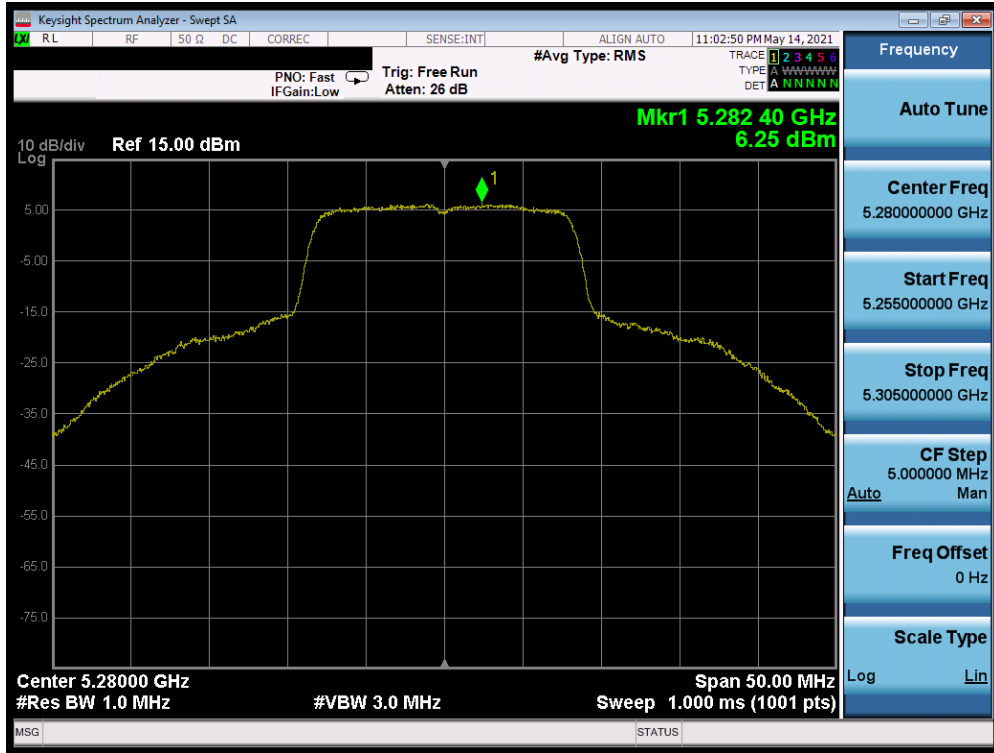 Keysight Spectrum Analyzer - Swept SA
LXI RL RF 50 Ω DC CORREC SENSE:INT ALIGN AUTO 11:02:50 PM May 14, 2021
#Avg Type: RMS
TRACE 1 2 3 4 5 6
TYPE A WWWWW
DET A N N N N N
PNO: Fast
IFGain:Low
Trig: Free Run
Atten: 26 dB
Mkr1 5.282 40 GHz
6.25 dBm
10 dB/div Ref 15.00 dBm
Log
1
5.00
-5.00
-15.0
-25.0
-35.0
-45.0
-55.0
-65.0
-75.0
Center 5.28000 GHz Span 50.00 MHz
#Res BW 1.0 MHz #VBW 3.0 MHz Sweep 1.000 ms (1001 pts)
MSG STATUS
Frequency
Auto Tune
Center Freq
5.280000000 GHz
Start Freq
5.255000000 GHz
Stop Freq
5.305000000 GHz
CF Step
5.000000 MHz
Auto Man
Freq Offset
0 Hz
Scale Type
Log Lin